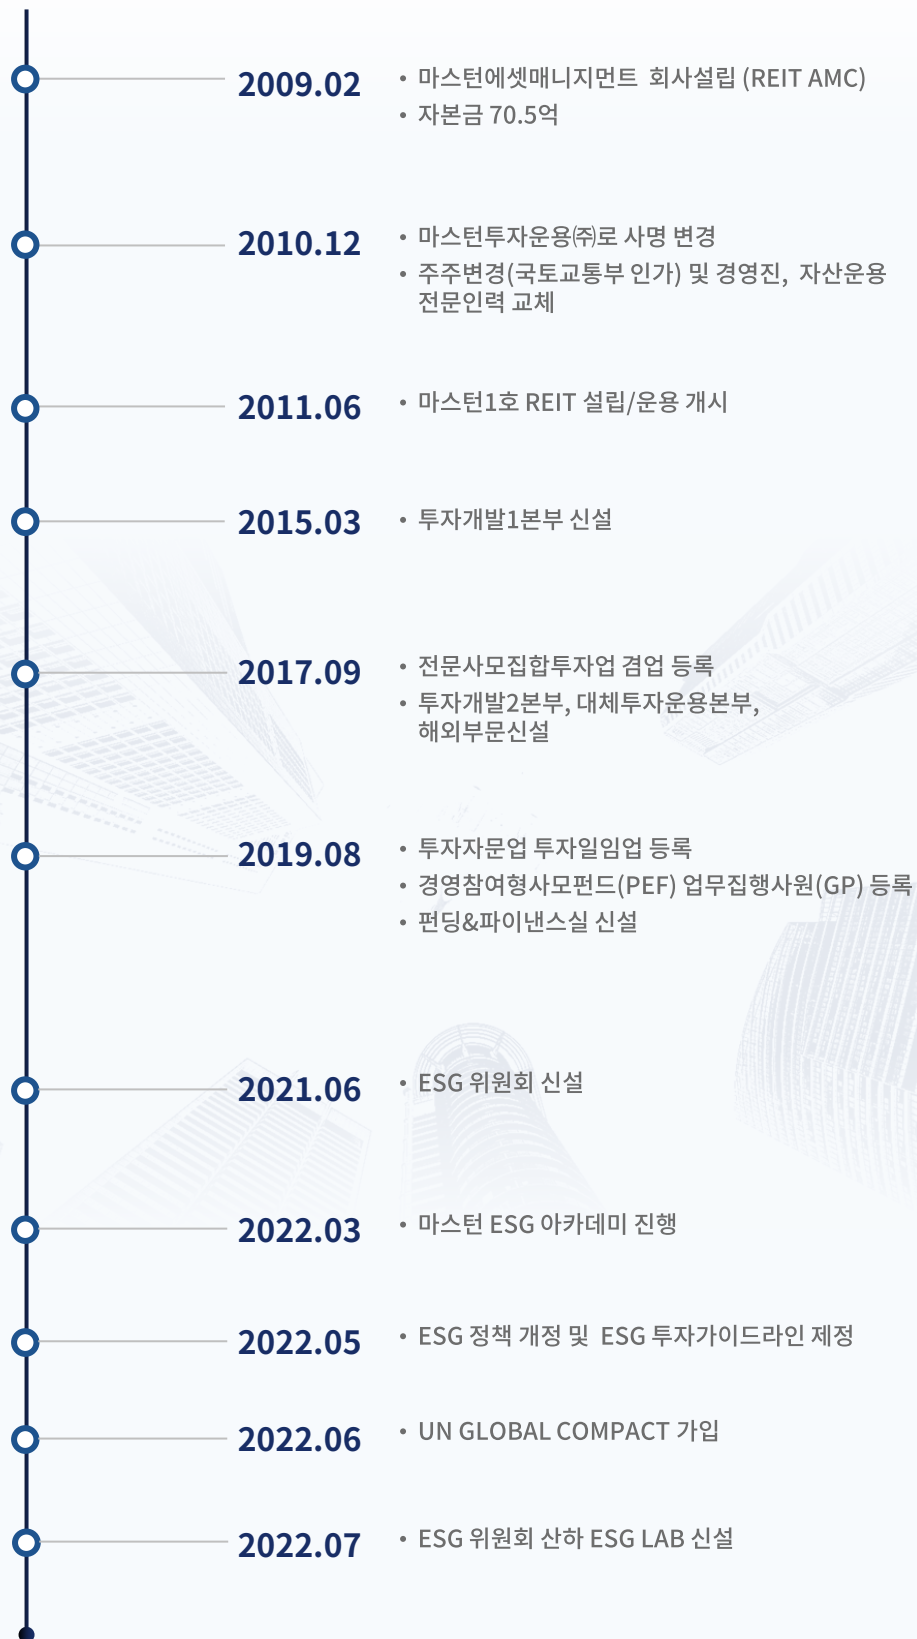 2009.02
• 마스턴에셋매니지먼트 회사설립 (REIT AMC)
• 자본금 70.5억
2010.12
• 마스턴투자운용㈜로 사명 변경
• 주주변경(국토교통부 인가) 및 경영진, 자산운용
전문인력 교체
2011.06
• 마스턴1호 REIT 설립/운용 개시
2015.03
• 투자개발1본부 신설
2017.09
• 전문사모집합투자업 겸업 등록
• 투자개발2본부, 대체투자운용본부,
해외부문신설
2019.08
• 투자자문업 투자일임업 등록
• 경영참여형사모펀드(PEF) 업무집행사원(GP) 등록
• 펀딩&파이낸스실 신설
2021.06
• ESG 위원회 신설
2022.03
• 마스턴 ESG 아카데미 진행
2022.05
• ESG 정책 개정 및 ESG 투자가이드라인 제정
2022.06
• UN GLOBAL COMPACT 가입
2022.07
• ESG 위원회 산하 ESG LAB 신설